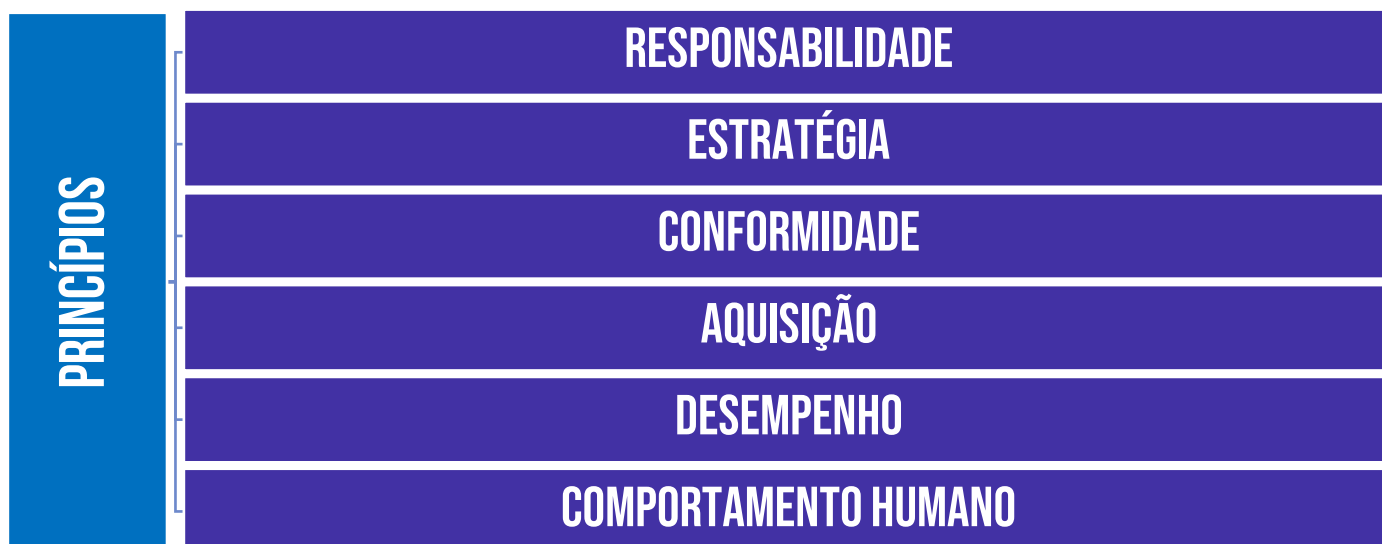 PRINCÍPIOS
RESPONSABILIDADE
ESTRATÉGIA
CONFORMIDADE
AQUISIÇÃO
DESEMPENHO
COMPORTAMENTO HUMANO